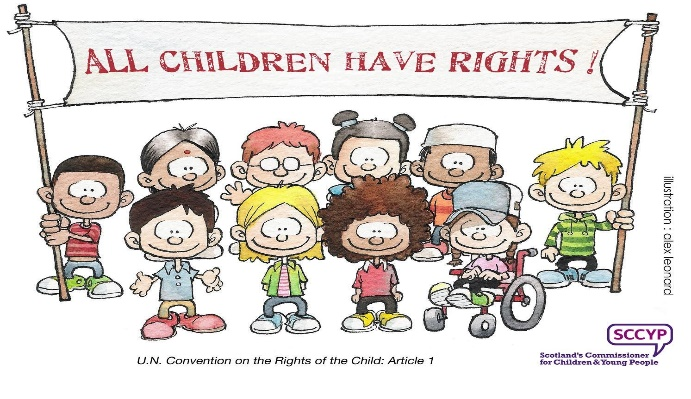 ALL CHILDREN HAVE RIGHTS !
illustration : alex leonard
SCCYP
Scotland's Commissioner
for Children & Young People
U.N. Convention on the Rights of the Child: Article 1